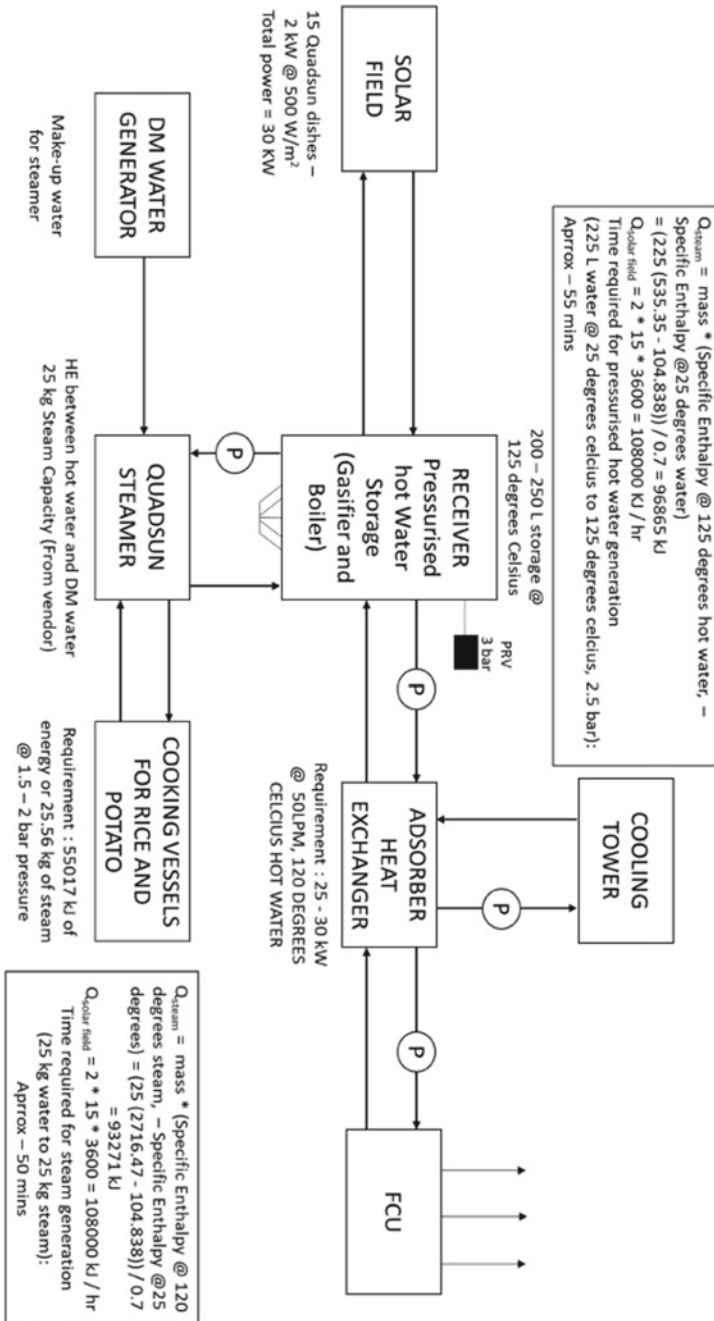 Q_steam = mass * (Specific Enthalpy @ 125 degrees hot water, –
Specific Enthalpy @25 degrees water)
= (225 (535.35 - 104.838)) / 0.7 = 96865 kJ
Q_solar field = 2 * 15 * 3600 = 108000 KJ / hr
Time required for pressurised hot water generation
(225 L water @ 25 degrees celcius to 125 degrees celcius, 2.5 bar):
Aprrox – 55 mins
COOLING
TOWER
P
200 – 250 L storage @
125 degrees Celsius
SOLAR
FIELD
15 Quadsun dishes –
2 kW @ 500 W/m²
Total power = 30 KW
RECEIVER
Pressurised
hot Water
Storage
(Gasifier and
Boiler)
PRV
3 bar
P
ADSORBER
HEAT
EXCHANGER
P
FCU
Requirement : 25 - 30 kW
@ 50LPM, 120 DEGREES
CELCIUS HOT WATER
P
DM WATER
GENERATOR
Make-up water
for steamer
QUADSUN
STEAMER
HE between hot water and DM water
25 kg Steam Capacity (From vendor)
COOKING VESSELS
FOR RICE AND
POTATO
Requirement : 55017 kJ of
energy or 25.56 kg of steam
@ 1.5 – 2 bar pressure
Q_steam = mass * (Specific Enthalpy @ 120
degrees steam, – Specific Enthalpy @25
degrees) = (25 (2716.47 - 104.838)) / 0.7
= 93271 kJ
Q_solar field = 2 * 15 * 3600 = 108000 kJ / hr
Time required for steam generation
(25 kg water to 25 kg steam):
Aprrox – 50 mins